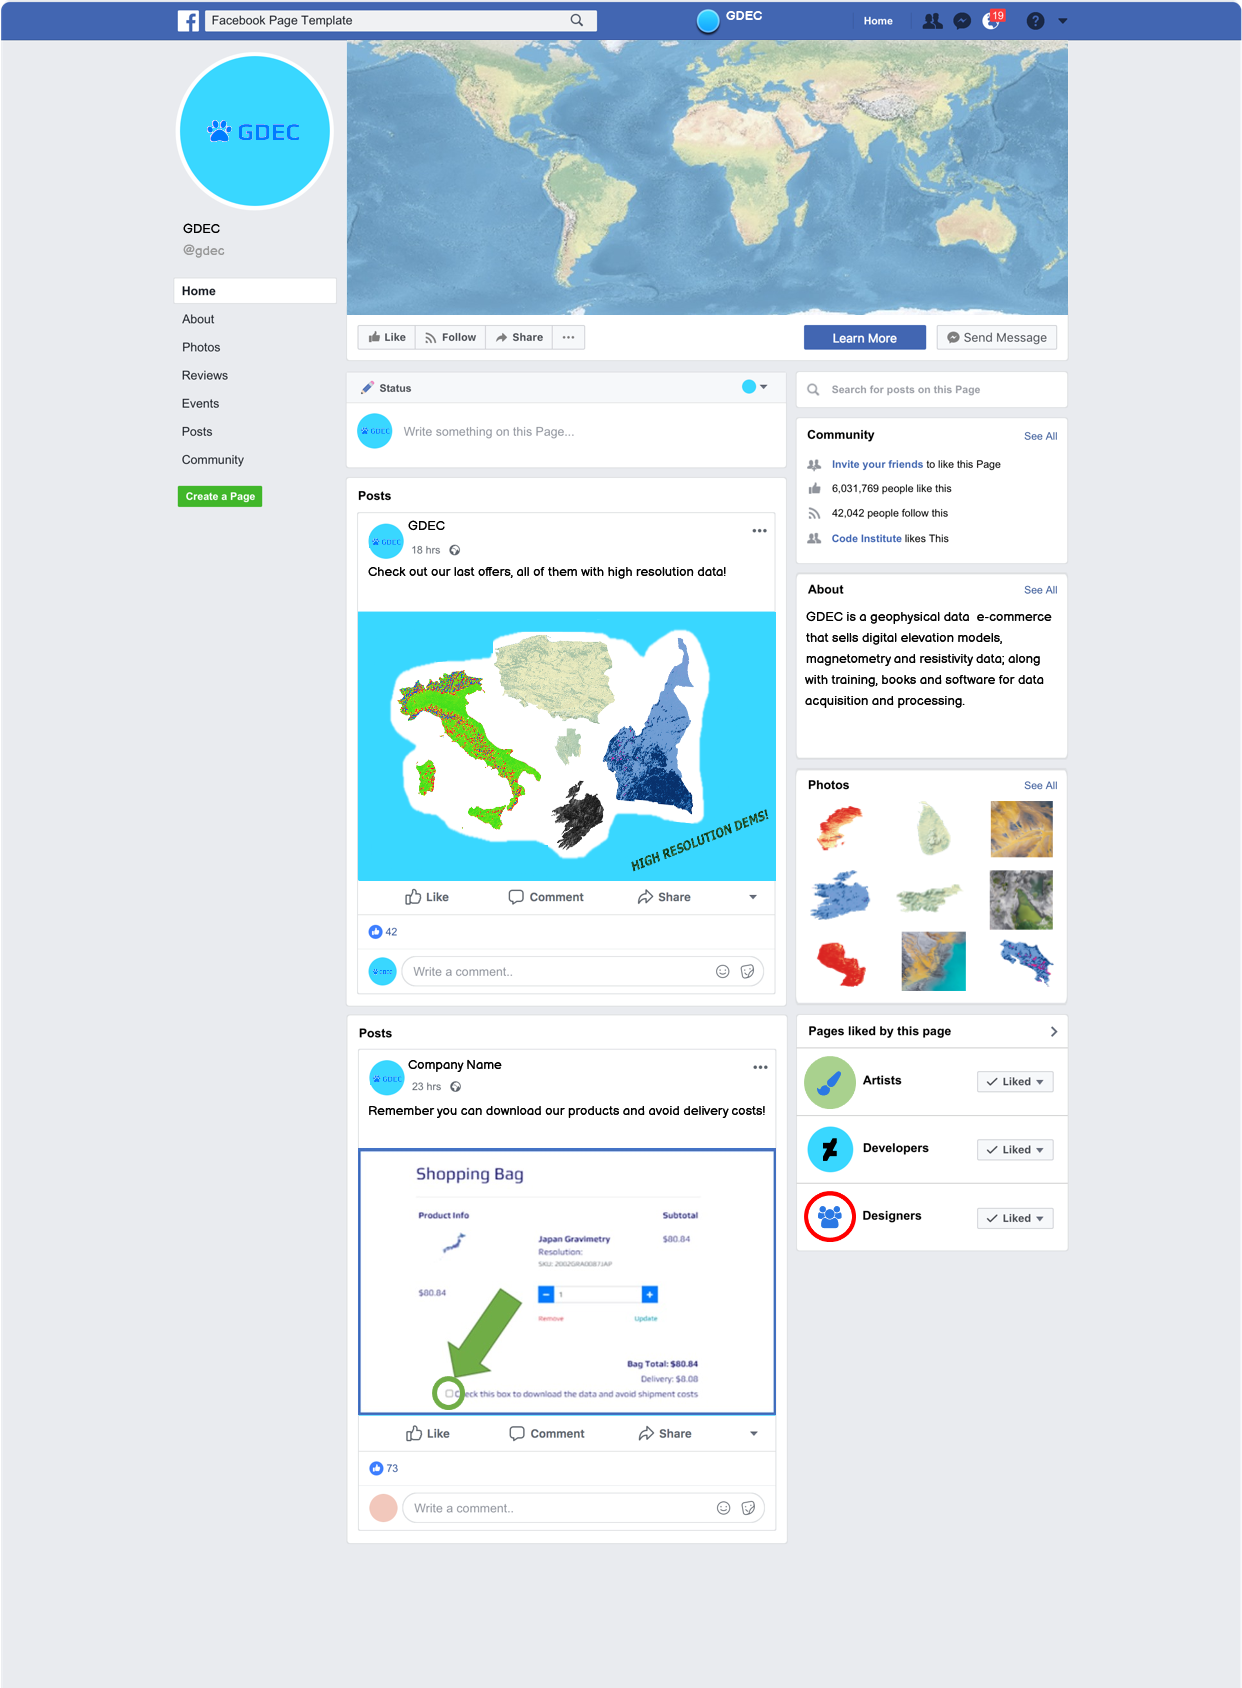 Facebook Page Template
GDEC
Home
19
GDEC
GDEC
@gdec
Home
About
Photos
Reviews
Events
Posts
Community
Create a Page
Like
Follow
Share
Learn More
Send Message
Status
GDEC
Write something on this Page...
Posts
GDEC
GDEC
18 hrs
Check out our last offers, all of them with high resolution data!
HIGH RESOLUTION DEMS!
Like
Comment
Share
42
GDEC
Write a comment..
Posts
GDEC
Company Name
23 hrs
Remember you can download our products and avoid delivery costs!
Shopping Bag
Product Info
Subtotal
Japan Gravimetry
$80.84
Resolution:
$80.84
1
Remove
Update
Bag Total: $80.84
Delivery: $8.08
Check this box to download the data and avoid shipment costs
Like
Comment
Share
73
Write a comment..
Search for posts on this Page
Community
See All
Invite your friends to like this Page
6,031,769 people like this
42,042 people follow this
Code Institute likes This
About
See All
GDEC is a geophysical data e-commerce
that sells digital elevation models,
magnetometry and resistivity data; along
with training, books and software for data
acquisition and processing.
Photos
See All
Pages liked by this page
Artists
Liked
Developers
Liked
Designers
Liked